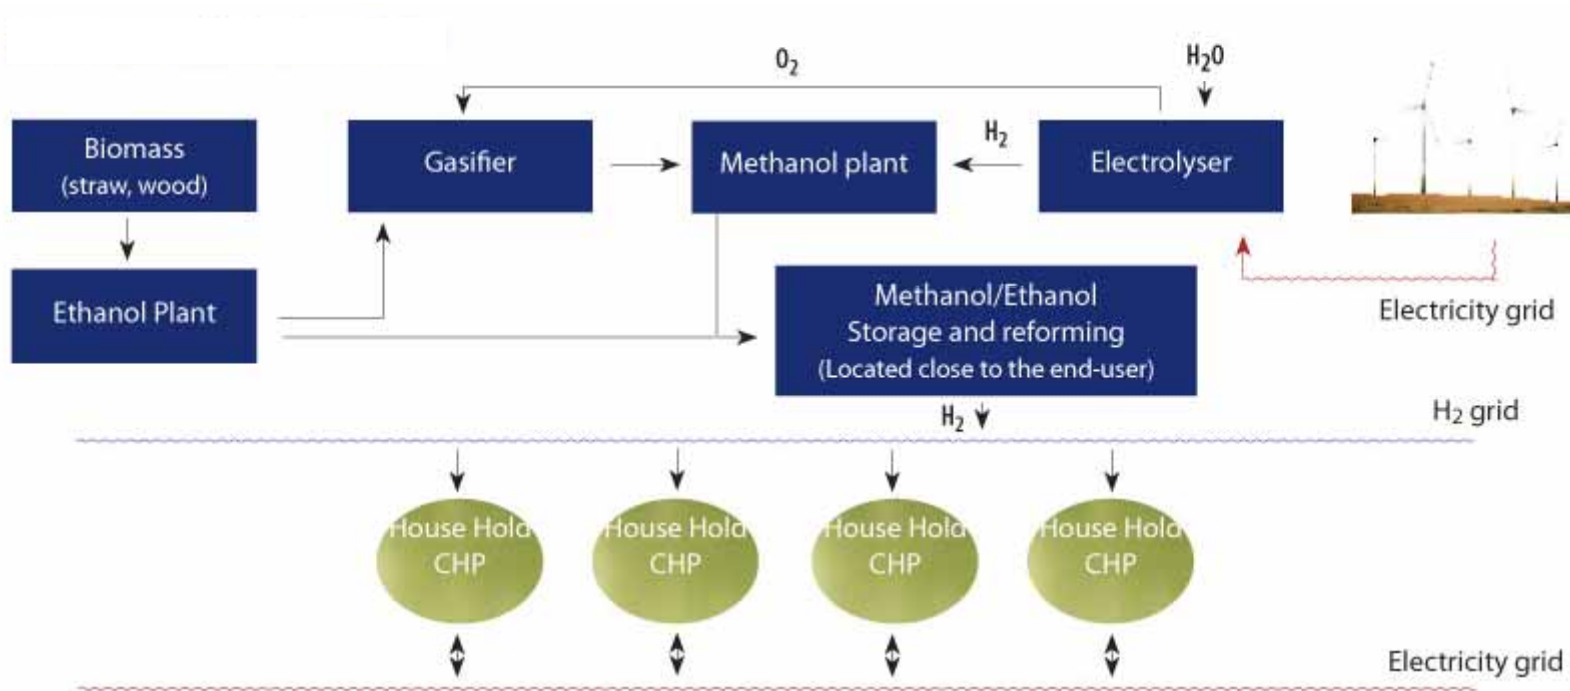 O₂
H₂O
Biomass
(straw, wood)
Gasifier
Methanol plant
H₂
Electrolyser
Ethanol Plant
Methanol/Ethanol
Storage and reforming
(Located close to the end-user)
Electricity grid
H₂
H₂ grid
House Hold
CHP
House Hold
CHP
House Hold
CHP
House Hold
CHP
Electricity grid